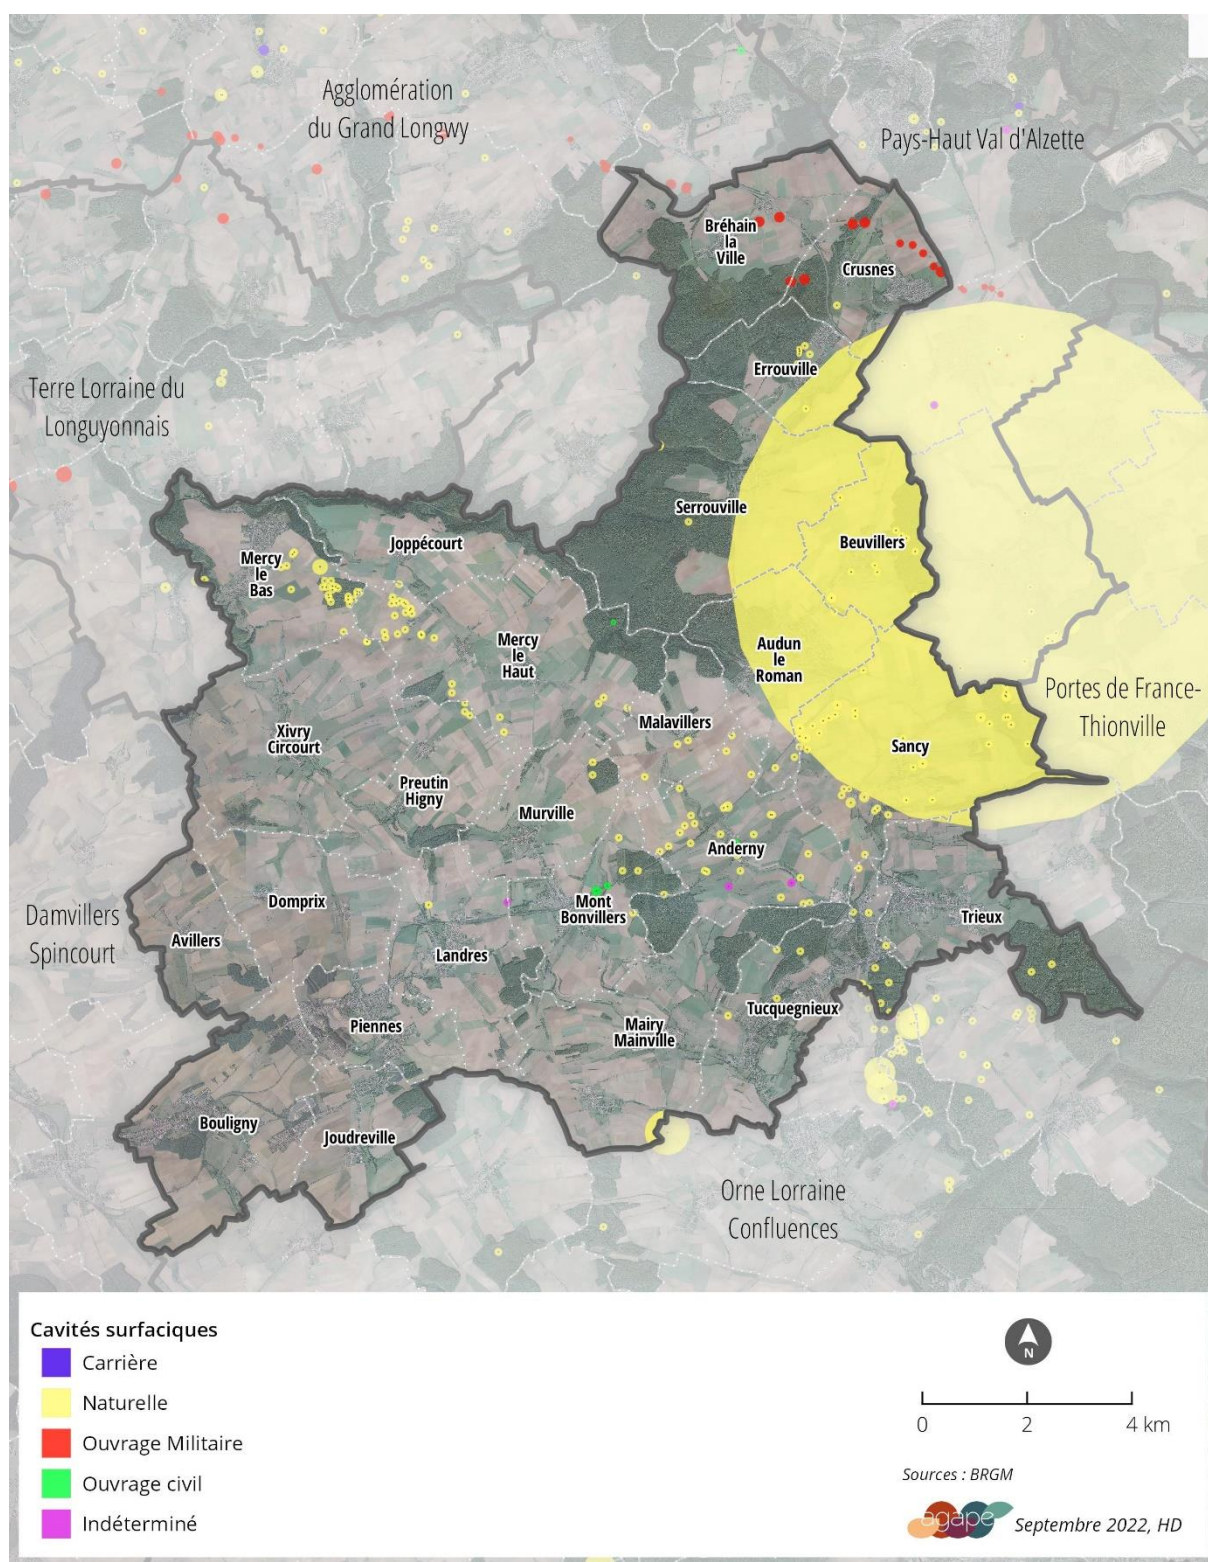 Agglomération
du Grand Longwy
Pays-Haut Val d'Alzette
Bréhain
la
Ville
Crusnes
Errouville
Terre Lorraine du
Longuyonnais
Serrouville
Beuvillers
Joppécourt
Mercy
le
Bas
Mercy
le
Haut
Audun
le
Roman
Portes de France-
Thionville
Malavillers
Xivry
Circourt
Sancy
Preutin
Higny
Murville
Anderny
Domprix
Mont
Bonvillers
Trieux
Damvillers
Spincourt
Avillers
Landres
Tucquegnieux
Piennes
Mairy
Mainville
Bouligny
Joudreville
Orne Lorraine
Confluences
Cavités surfaciques
Carrière
Naturelle
Ouvrage Militaire
Ouvrage civil
Indéterminé
N
0 2 4 km
Sources : BRGM
agape
Septembre 2022, HD